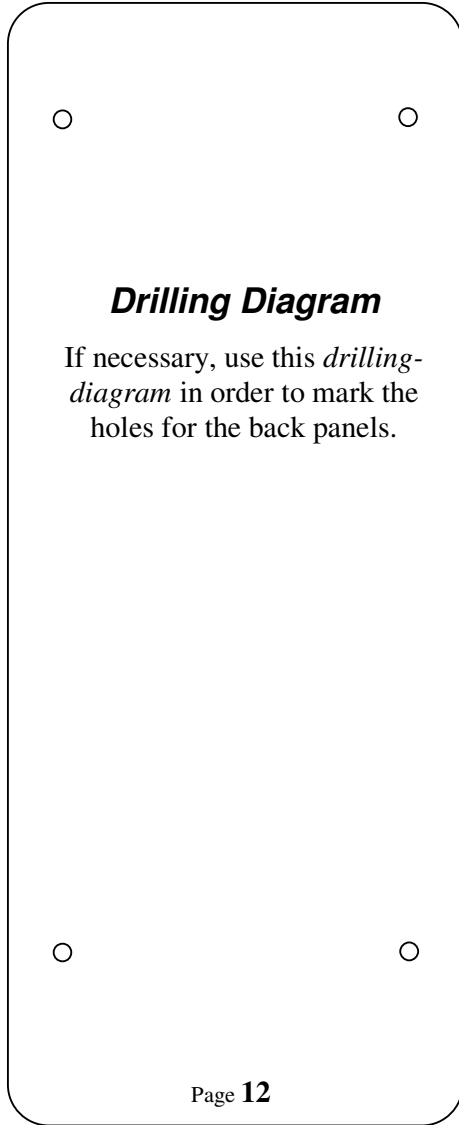 Drilling Diagram
If necessary, use this drilling-
diagram in order to mark the
holes for the back panels.
Page 12